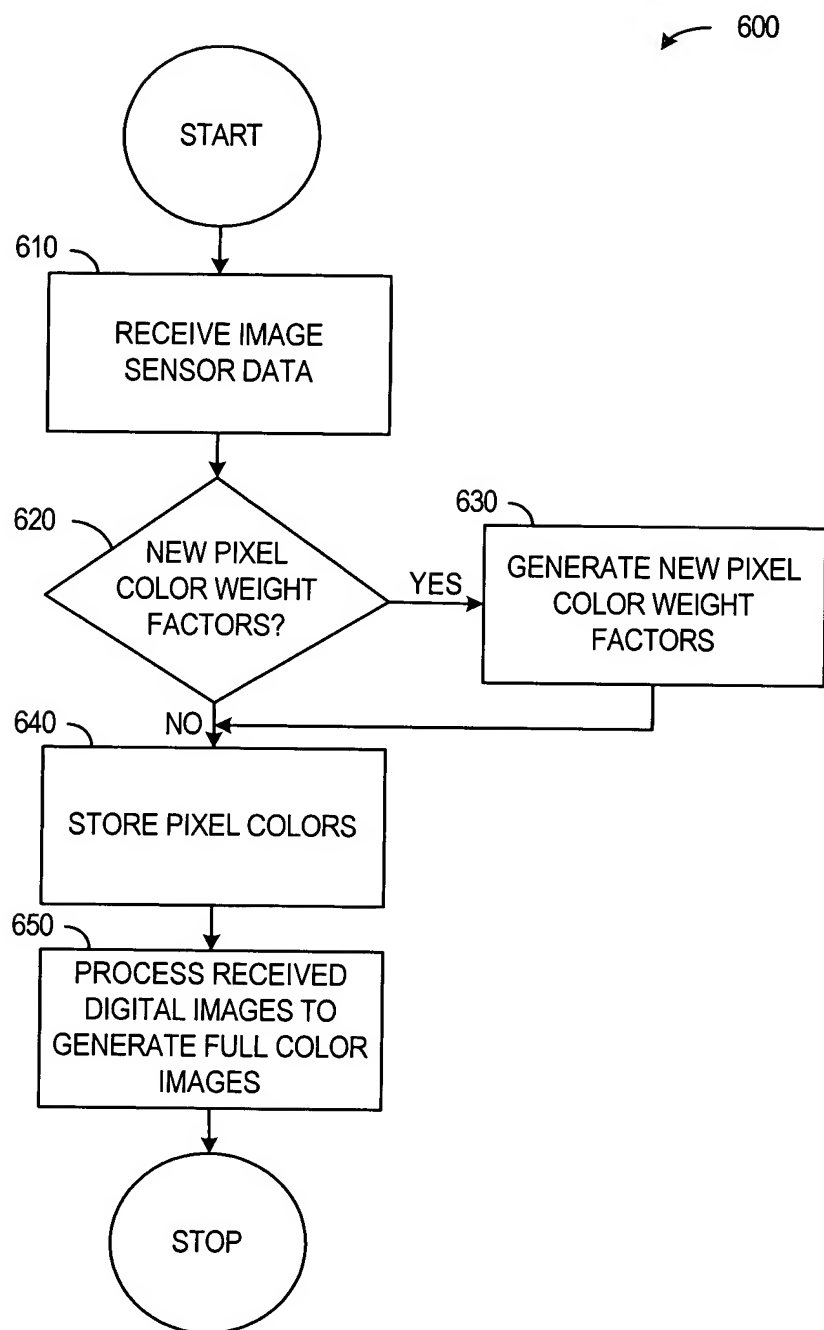 600
START
610
RECEIVE IMAGE
SENSOR DATA
620
NEW PIXEL
COLOR WEIGHT
FACTORS?
YES
630
GENERATE NEW PIXEL
COLOR WEIGHT
FACTORS
NO
640
STORE PIXEL COLORS
650
PROCESS RECEIVED
DIGITAL IMAGES TO
GENERATE FULL COLOR
IMAGES
STOP